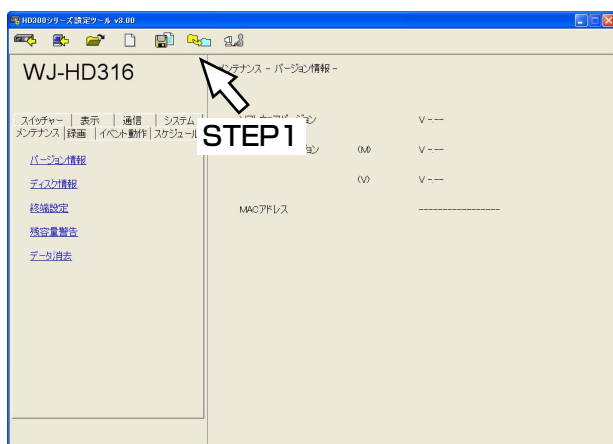 HD300シリーズ設定ツール v3.00
WJ-HD316
スイッチャー 表示 通信 システム
メンテナンス 録画 イベント動作 スケジュール
バージョン情報
ディスク情報
終端設定
残容量警告
データ消去
メンテナンス - バージョン情報 -
STEP1
V -.--
(M) V -.--
(V) V -.--
MACアドレス -----------------